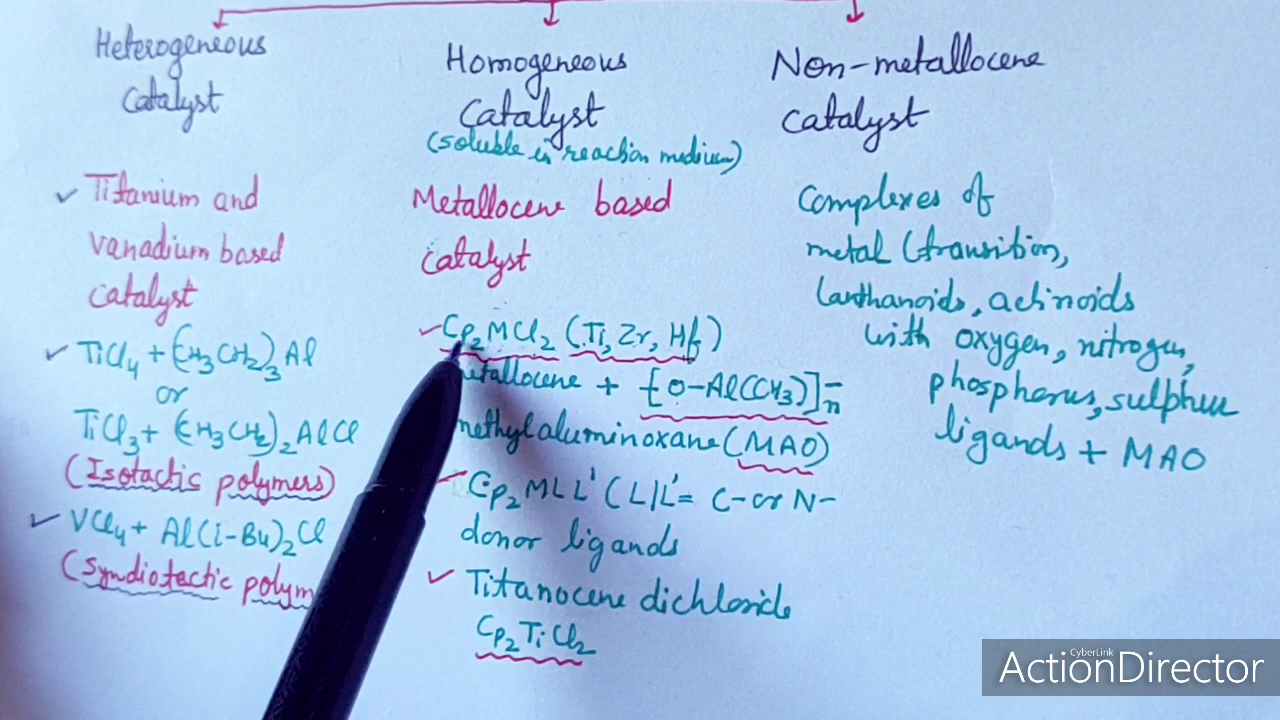 Heterogeneous
Catalyst
Titanium and
vanadium based
catalyst
TiCl₄ + (CH₃CH₂)₃Al
or
TiCl₃ + (CH₃CH₂)₂AlCl
(Isotactic polymers)
VCl₄ + Al(i-Bu)₂Cl
(Syndiotactic polym
Homogeneous
Catalyst
(soluble in reaction medium)
Metallocene based
catalyst
Cp₂MCl₂ (Ti, Zr, Hf)
etallocene + [O-Al(CH₃)]-n
methylaluminoxane (MAO)
Cp₂MLL' (L/L' = C- or N-
donor ligands
Titanocene dichloride
Cp₂TiCl₂
Non-metallocene
catalyst
Complexes of
metal (transition,
lanthanoids, actinoids
with oxygen, nitrogen,
phosphorus, sulphur
ligands + MAO
CyberLink
ActionDirector